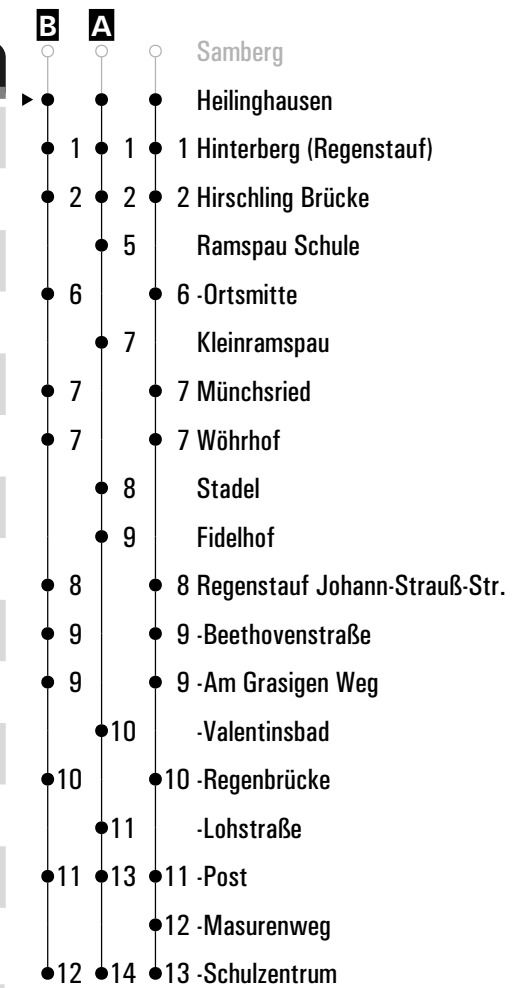 B A
Samberg
Heilinghausen
1 1 1 Hinterberg (Regenstauf)
2 2 2 Hirschling Brücke
5 Ramspau Schule
6 6 -Ortsmitte
7 Kleinramspau
7 7 Münchsried
7 7 Wöhrhof
8 Stadel
9 Fidelhof
8 8 Regenstauf Johann-Strauß-Str.
9 9 -Beethovenstraße
9 9 -Am Grasigen Weg
10 -Valentinsbad
10 10 -Regenbrücke
11 -Lohstraße
11 13 11 -Post
12 -Masurenweg
12 14 13 -Schulzentrum